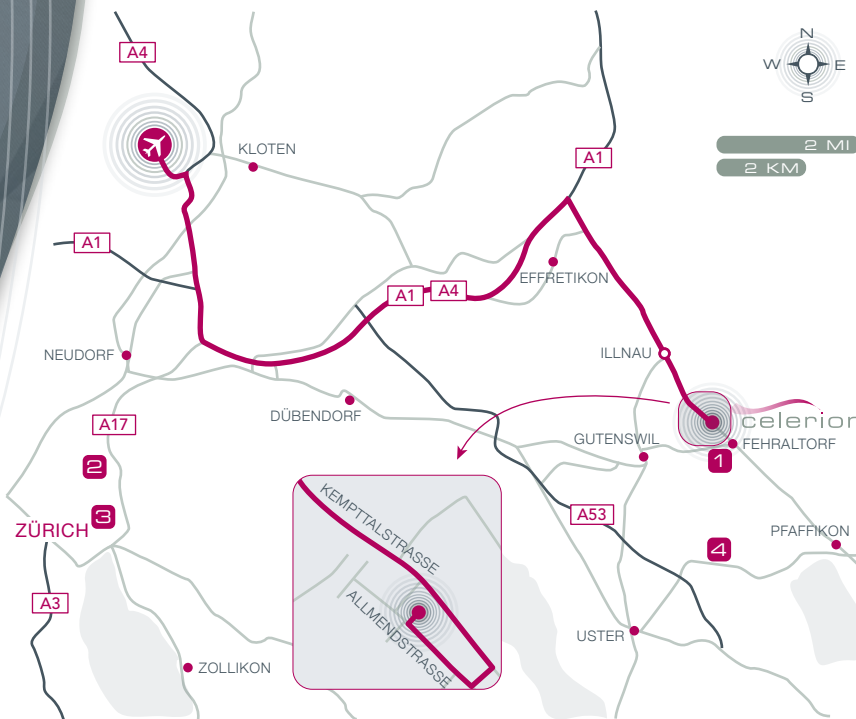 N
W E
S
A4
2 MI
2 KM
KLOTEN
A1
A1
EFFRETIKON
A1
A4
NEUDORF
ILLNAU
DÜBENDORF
celerion
A17
GUTENSWIL
FEHRALTORF
1
2
KEMPTTALSTRASSE
3
ZÜRICH
A53
PFAFFIKON
4
A3
ALLMENDSTRASSE
USTER
ZOLLIKON